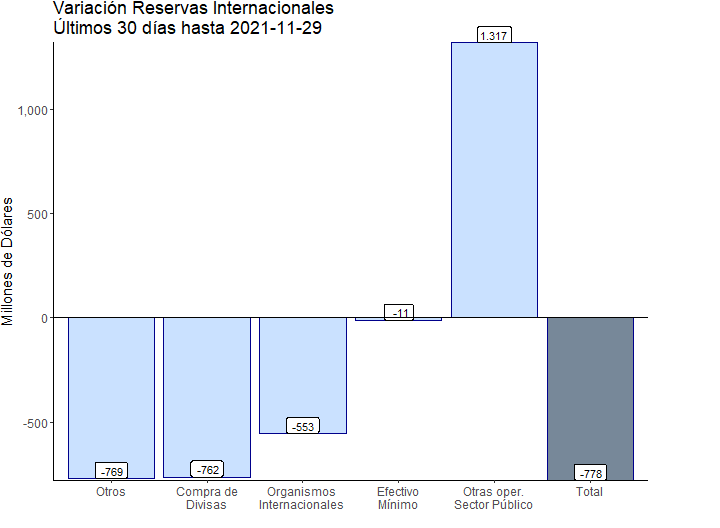 Variación Reservas Internacionales
Últimos 30 días hasta 2021-11-29
Millones de Dólares
1,000
500
0
-500
-769
-762
-553
-11
1.317
-778
Otros
Compra de
Divisas
Organismos
Internacionales
Efectivo
Mínimo
Otras oper.
Sector Público
Total